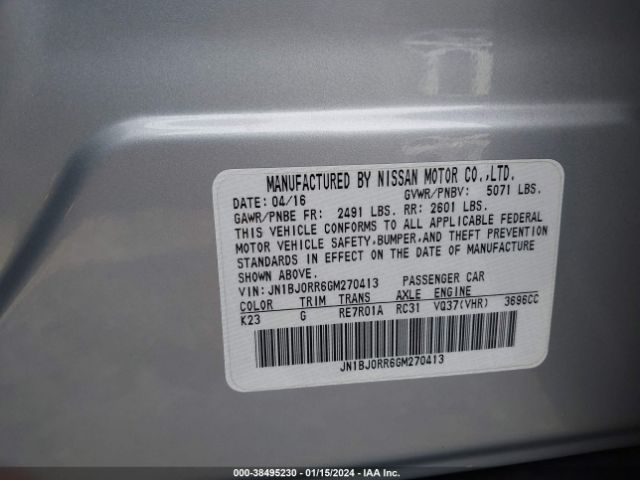 MANUFACTURED BY NISSAN MOTOR CO.,LTD.
DATE: 04/16 GVWR/PNBV: 5071 LBS.
GAWR/PNBE FR: 2491 LBS. RR: 2601 LBS.
THIS VEHICLE CONFORMS TO ALL APPLICABLE FEDERAL
MOTOR VEHICLE SAFETY,BUMPER,AND THEFT PREVENTION
STANDARDS IN EFFECT ON THE DATE OF MANUFACTURE
SHOWN ABOVE.
VIN: JN1BJ0RR6GM270413 PASSENGER CAR
COLOR TRIM TRANS AXLE ENGINE
K23 G RE7R01A RC31 VQ37(VHR) 3696CC
JN1BJ0RR6GM270413
000-38495230 - 01/15/2024 - IAAI.COM